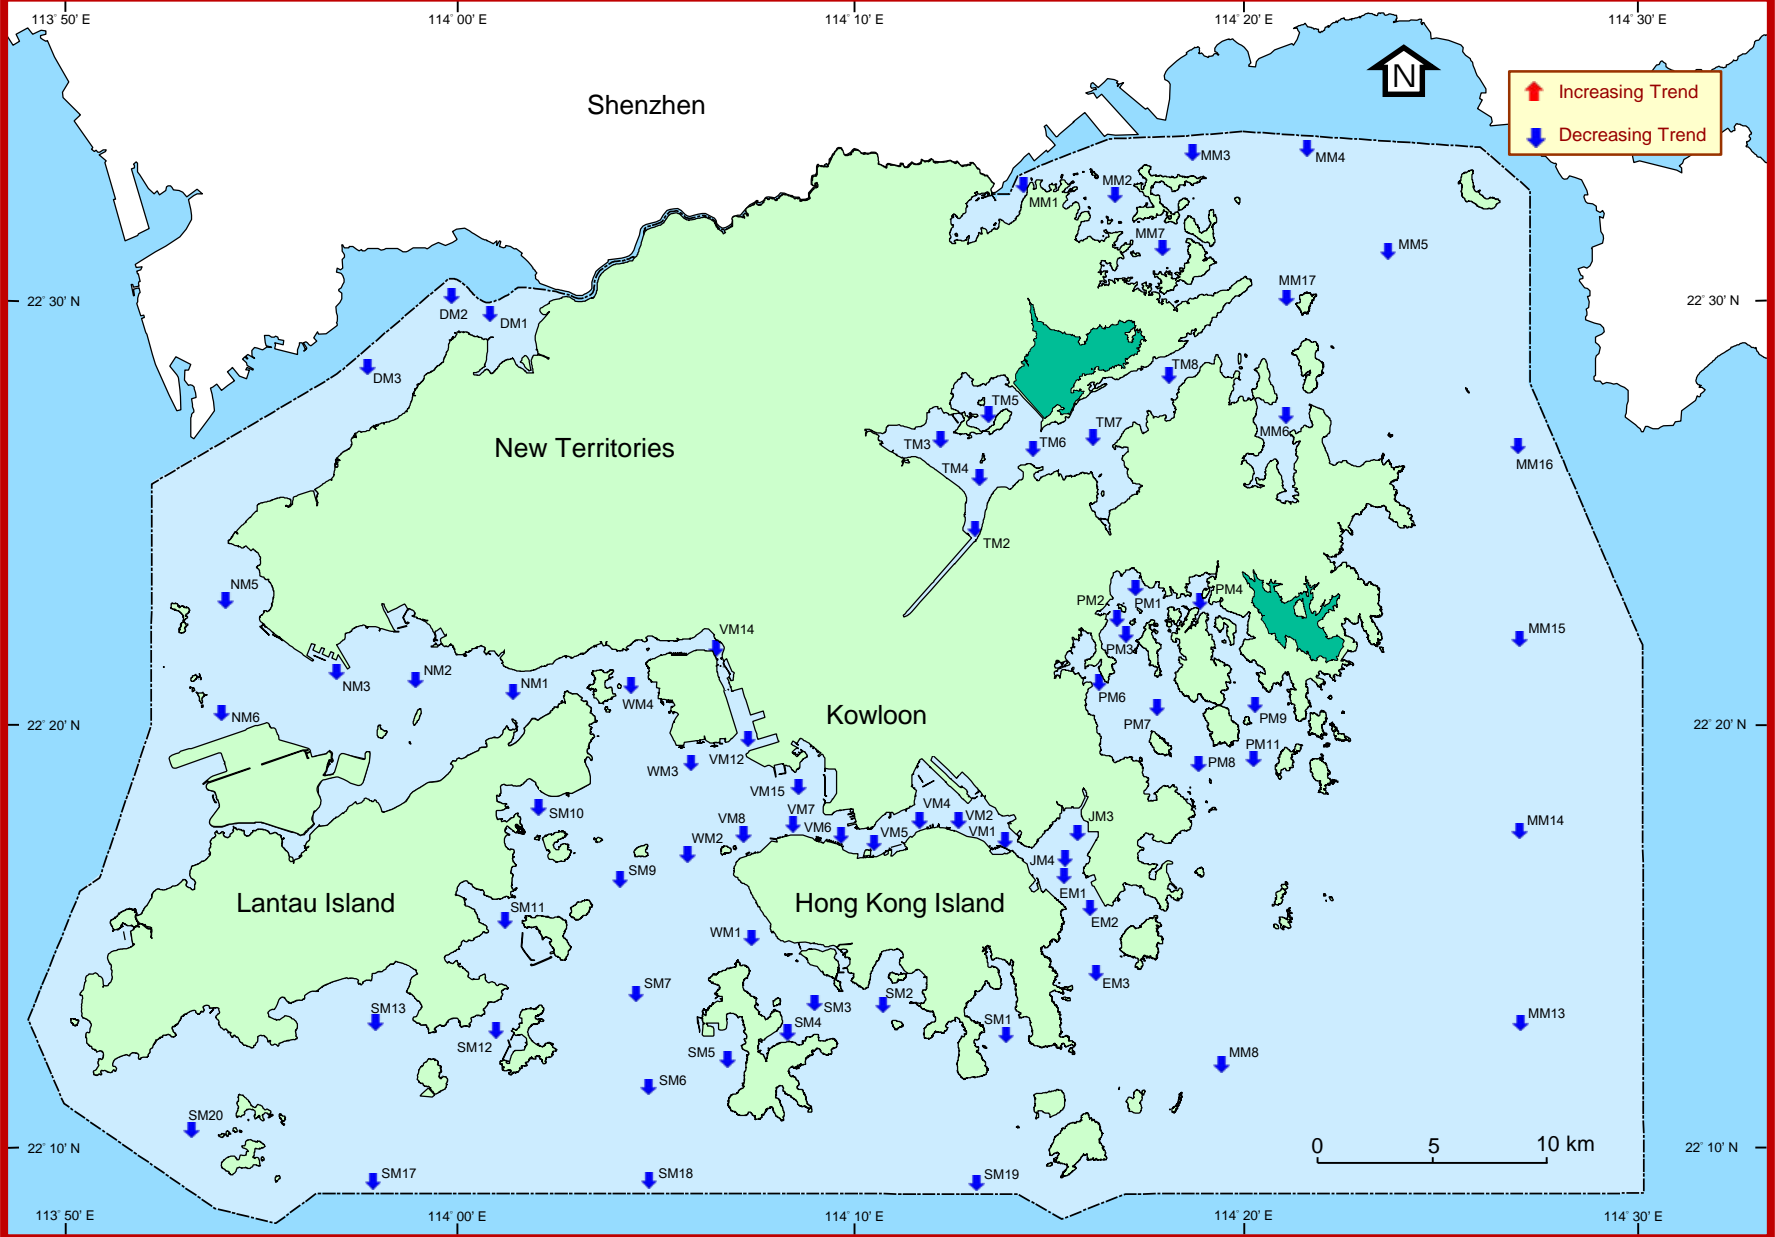 113° 50' E
114° 00' E
114° 10' E
114° 20' E
114° 30' E
N
Increasing Trend
Decreasing Trend
Shenzhen
MM3
MM4
MM2
MM1
MM7
MM5
MM17
22° 30' N
22° 30' N
DM2
DM1
DM3
TM8
TM5
TM7
MM6
TM3
TM6
New Territories
TM4
MM16
TM2
NM5
PM4
PM2
PM1
VM14
MM15
PM3
NM2
NM3
NM1
PM6
WM4
NM6
Kowloon
PM9
PM7
22° 20' N
22° 20' N
VM12
PM11
WM3
PM8
VM15
SM10
VM7
VM4
VM2
JM3
MM14
VM8
VM6
VM5
VM1
WM2
JM4
SM9
EM1
Lantau Island
Hong Kong Island
SM11
EM2
WM1
EM3
SM7
SM2
SM13
SM3
SM4
SM1
MM13
SM12
SM5
MM8
SM6
SM20
0
5
10 km
22° 10' N
22° 10' N
SM17
SM18
SM19
113° 50' E
114° 00' E
114° 10' E
114° 20' E
114° 30' E